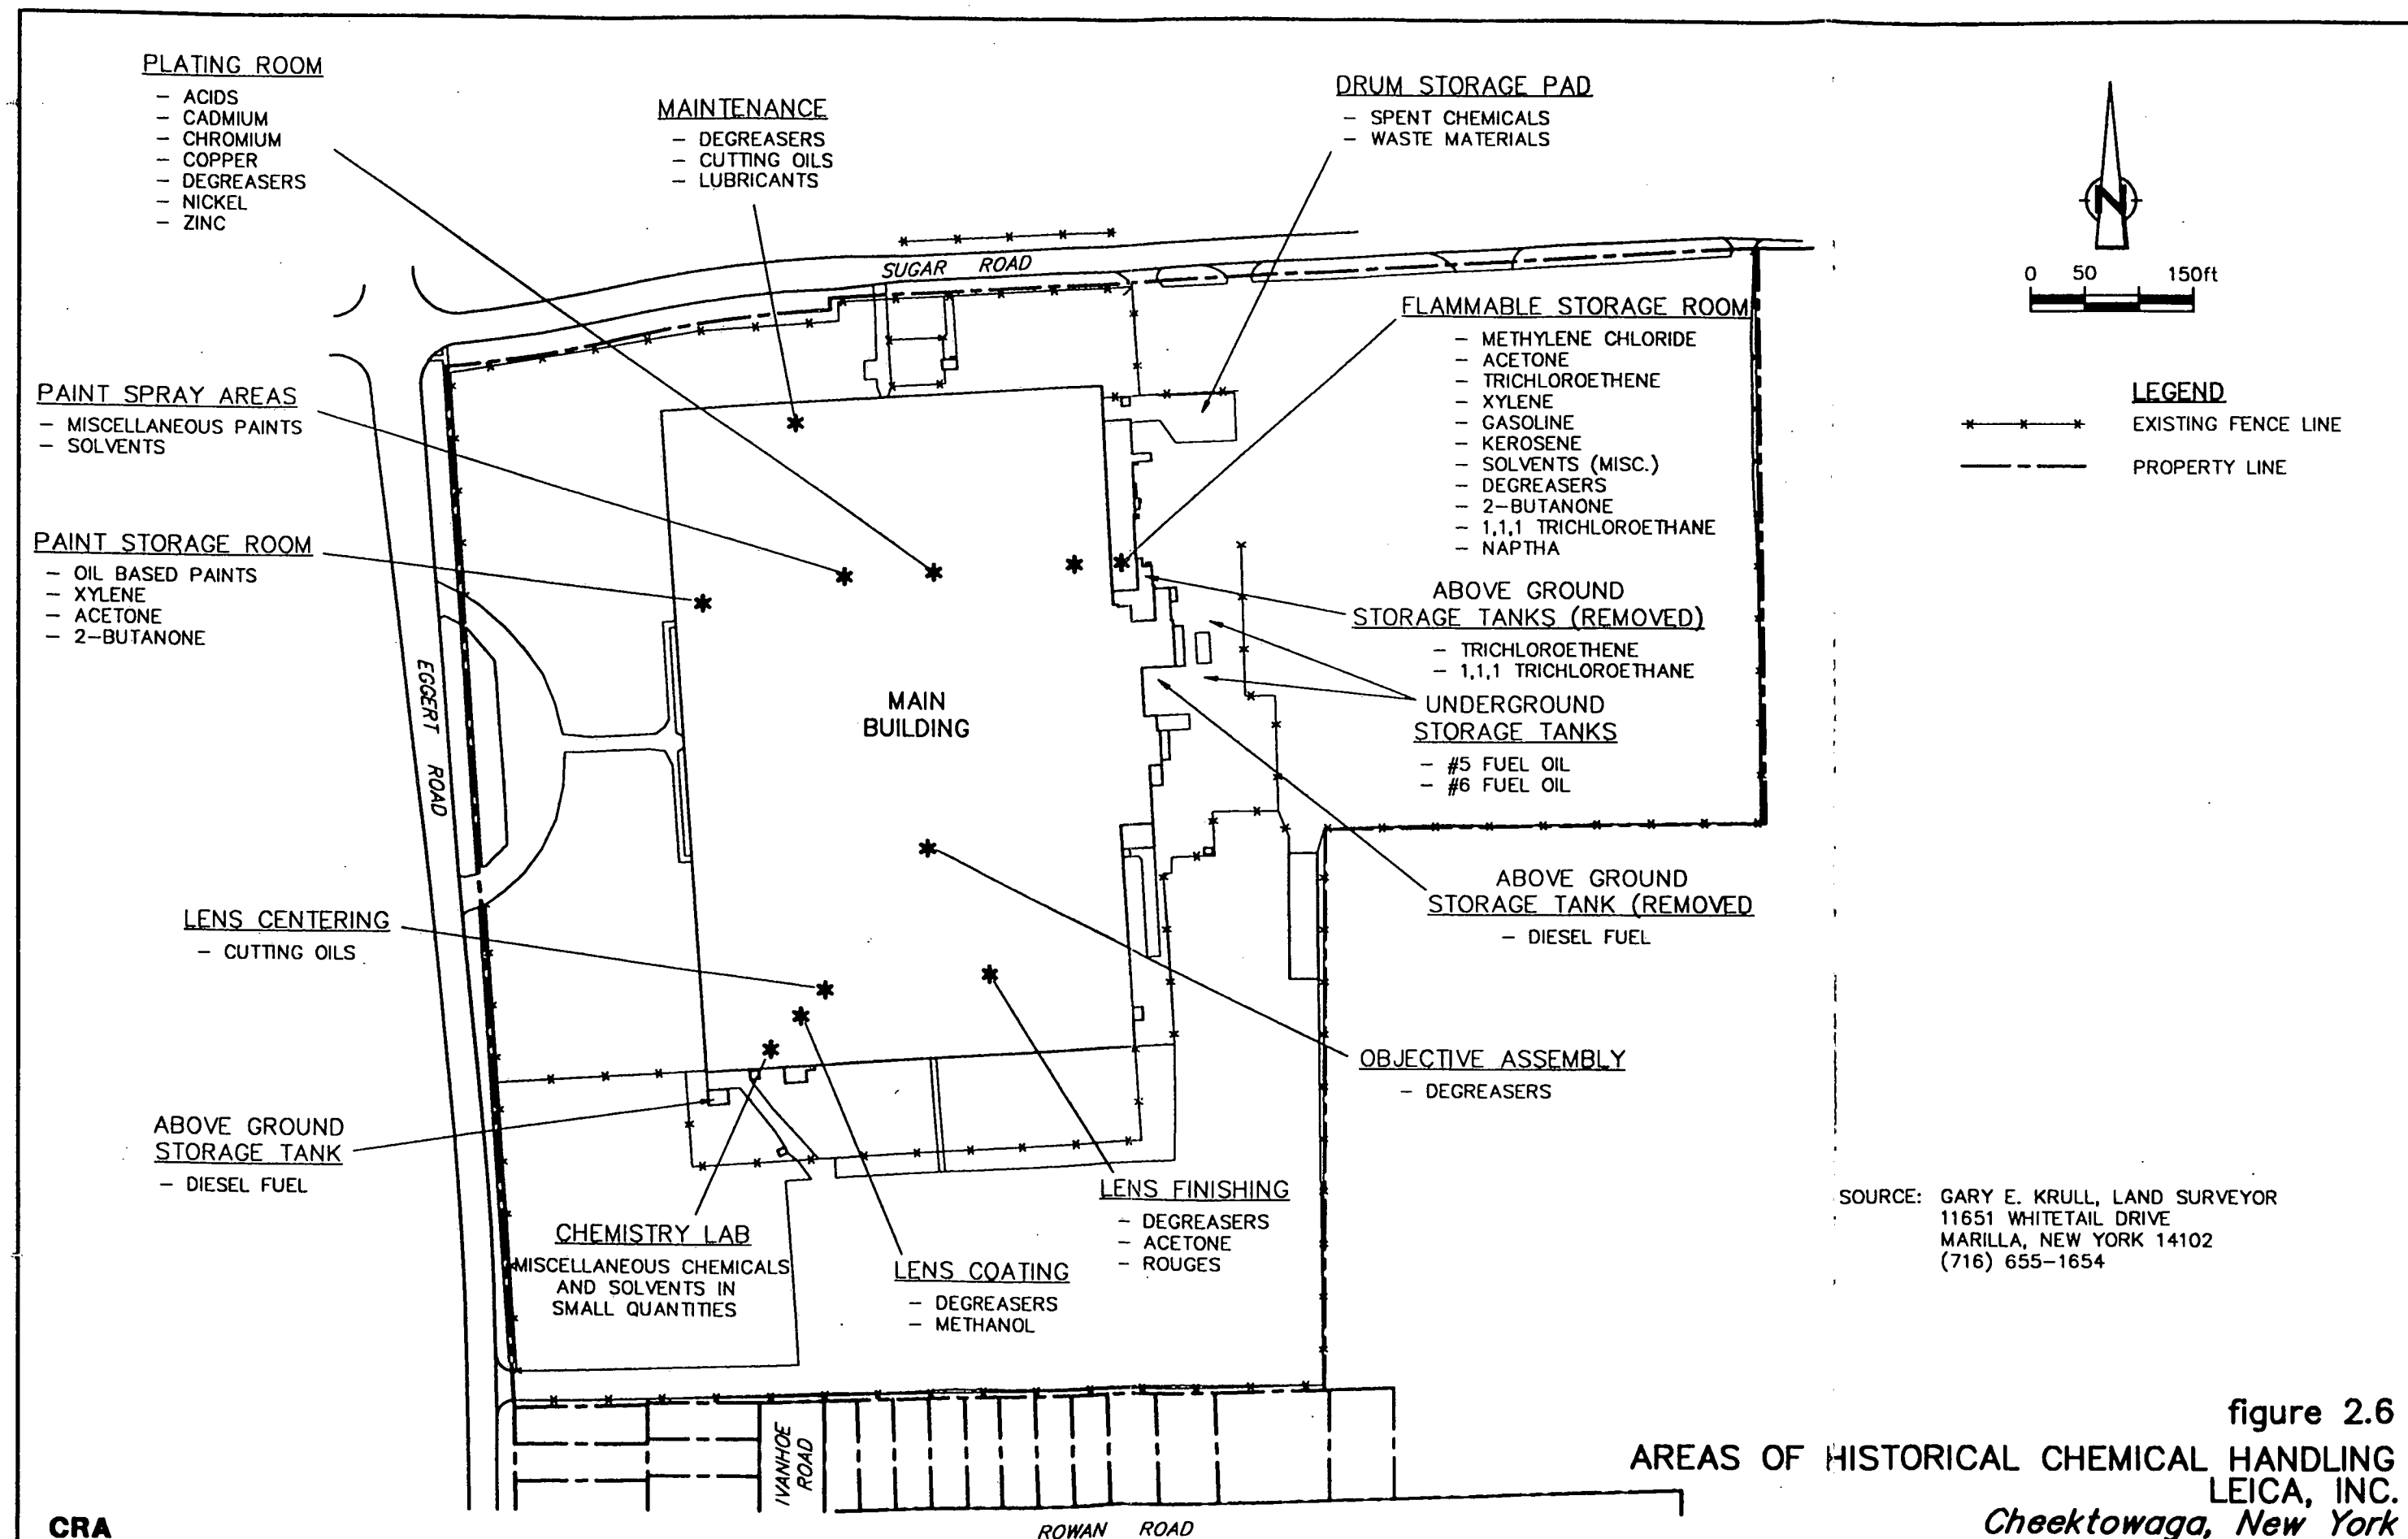 PLATING ROOM
– ACIDS
– CADMIUM
– CHROMIUM
– COPPER
– DEGREASERS
– NICKEL
– ZINC
MAINTENANCE
– DEGREASERS
– CUTTING OILS
– LUBRICANTS
DRUM STORAGE PAD
– SPENT CHEMICALS
– WASTE MATERIALS
N
0 50 150ft
SUGAR ROAD
FLAMMABLE STORAGE ROOM
– METHYLENE CHLORIDE
– ACETONE
– TRICHLOROETHENE
– XYLENE
– GASOLINE
– KEROSENE
– SOLVENTS (MISC.)
– DEGREASERS
– 2–BUTANONE
– 1,1,1 TRICHLOROETHANE
– NAPTHA
LEGEND
EXISTING FENCE LINE
PROPERTY LINE
PAINT SPRAY AREAS
– MISCELLANEOUS PAINTS
– SOLVENTS
PAINT STORAGE ROOM
– OIL BASED PAINTS
– XYLENE
– ACETONE
– 2–BUTANONE
ABOVE GROUND
STORAGE TANKS (REMOVED)
– TRICHLOROETHENE
– 1,1,1 TRICHLOROETHANE
EGGERT ROAD
MAIN
BUILDING
UNDERGROUND
STORAGE TANKS
– #5 FUEL OIL
– #6 FUEL OIL
ABOVE GROUND
STORAGE TANK (REMOVED
– DIESEL FUEL
LENS CENTERING
– CUTTING OILS
OBJECTIVE ASSEMBLY
– DEGREASERS
ABOVE GROUND
STORAGE TANK
– DIESEL FUEL
CHEMISTRY LAB
MISCELLANEOUS CHEMICALS
AND SOLVENTS IN
SMALL QUANTITIES
LENS COATING
– DEGREASERS
– METHANOL
LENS FINISHING
– DEGREASERS
– ACETONE
– ROUGES
SOURCE: GARY E. KRULL, LAND SURVEYOR
11651 WHITETAIL DRIVE
MARILLA, NEW YORK 14102
(716) 655–1654
IVANHOE
ROAD
ROWAN ROAD
figure 2.6
AREAS OF HISTORICAL CHEMICAL HANDLING
LEICA, INC.
Cheektowaga, New York
CRA